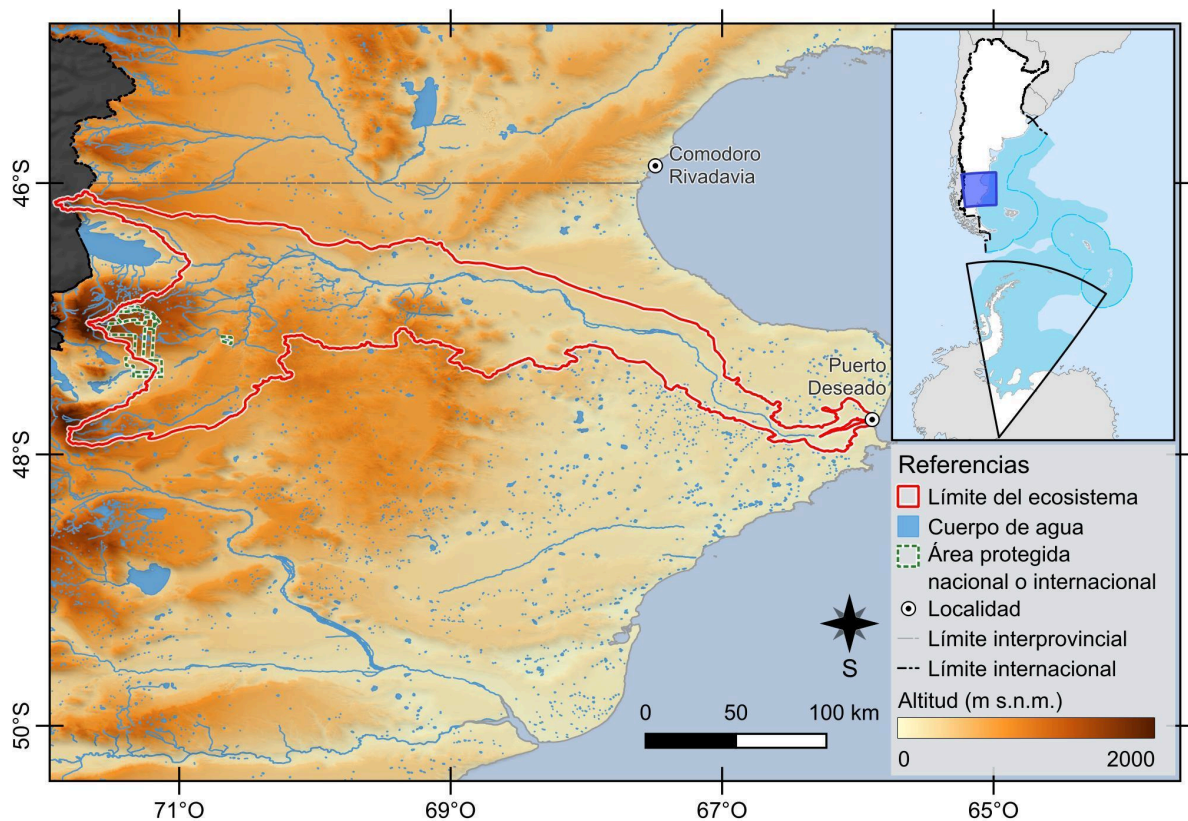 46°S
48°S
50°S
71°O
69°O
67°O
65°O
Comodoro
Rivadavia
Puerto
Deseado
S
0 50 100 km
Referencias
Límite del ecosistema
Cuerpo de agua
Área protegida
nacional o internacional
Localidad
Límite interprovincial
Límite internacional
Altitud (m s.n.m.)
0 2000